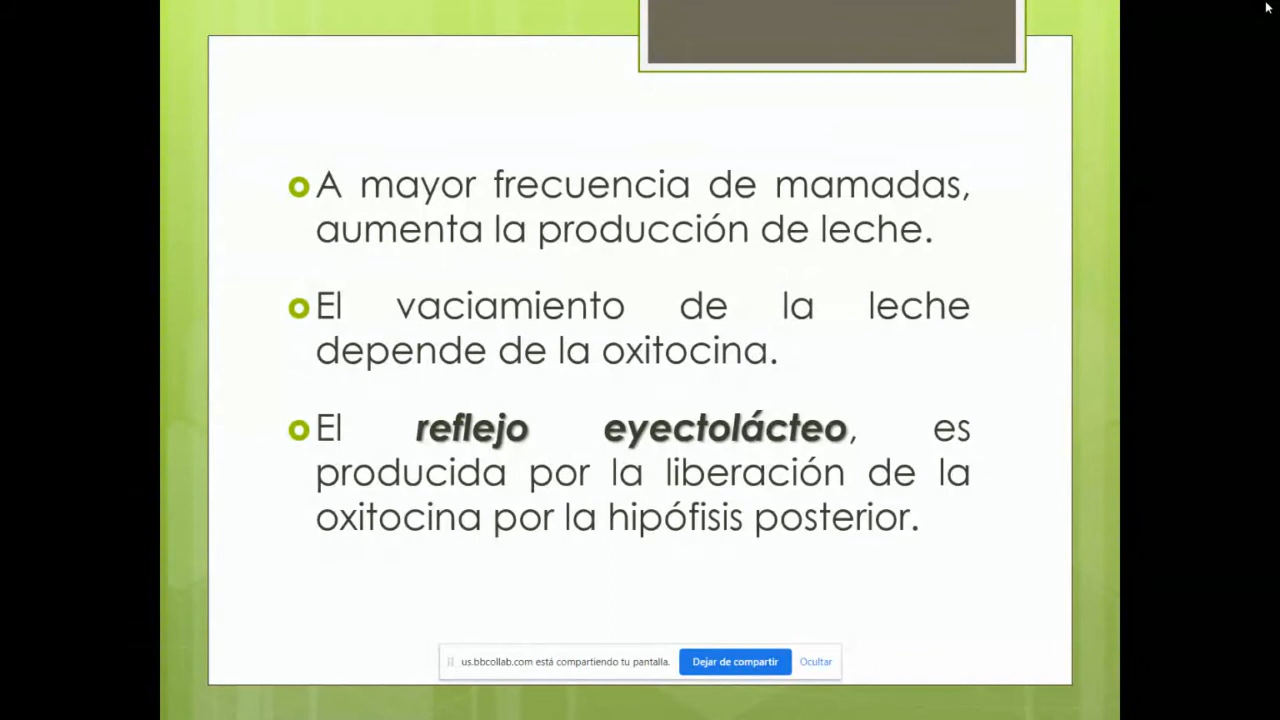 A mayor frecuencia de mamadas,
aumenta la producción de leche.
El vaciamiento de la leche
depende de la oxitocina.
El reflejo eyectolácteo, es
producida por la liberación de la
oxitocina por la hipófisis posterior.
us.bbcollab.com está compartiendo tu pantalla. Dejar de compartir Ocultar